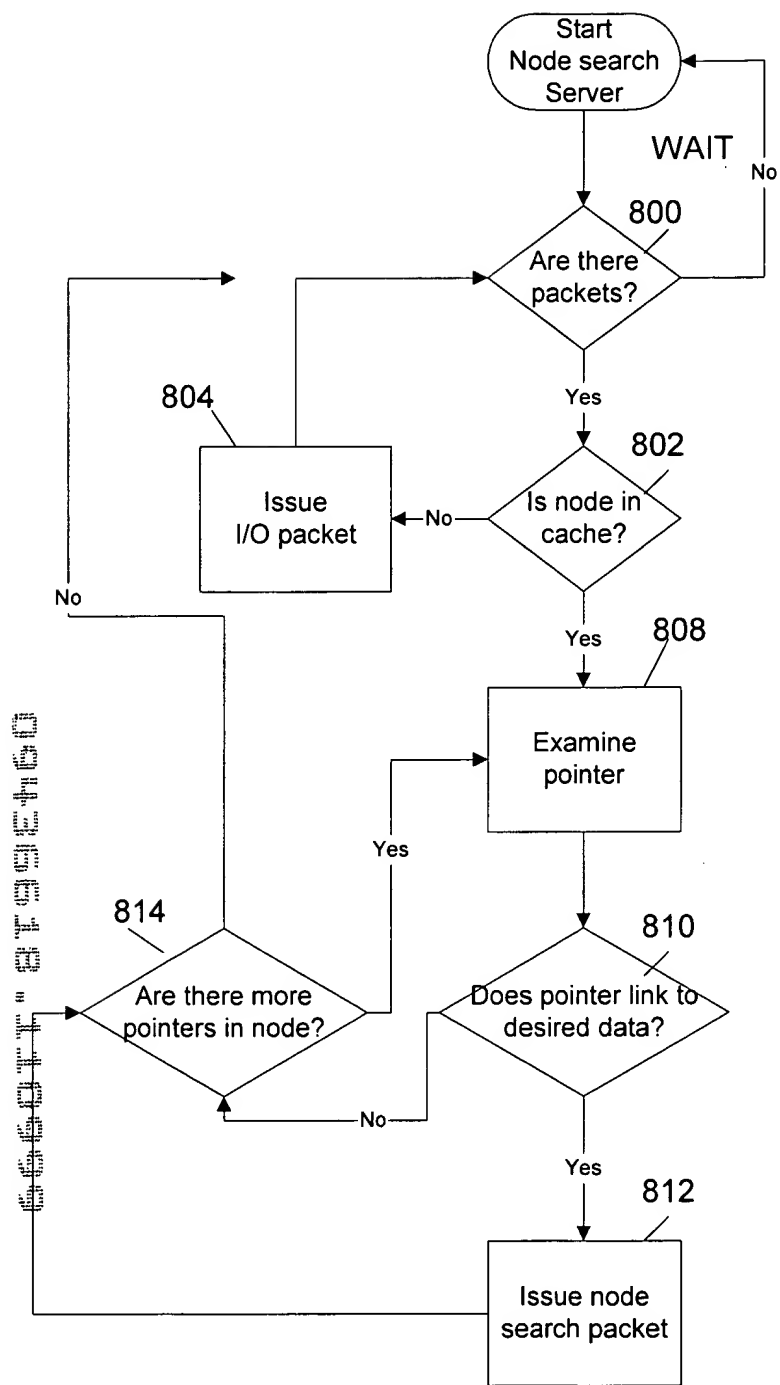 Start
Node search
Server
WAIT
No
800
Are there
packets?
Yes
804
802
Issue
I/O packet
No
Is node in
cache?
No
Yes
808
Examine
pointer
Yes
814
810
Are there more
pointers in node?
Does pointer link to
desired data?
No
Yes
812
Issue node
search packet